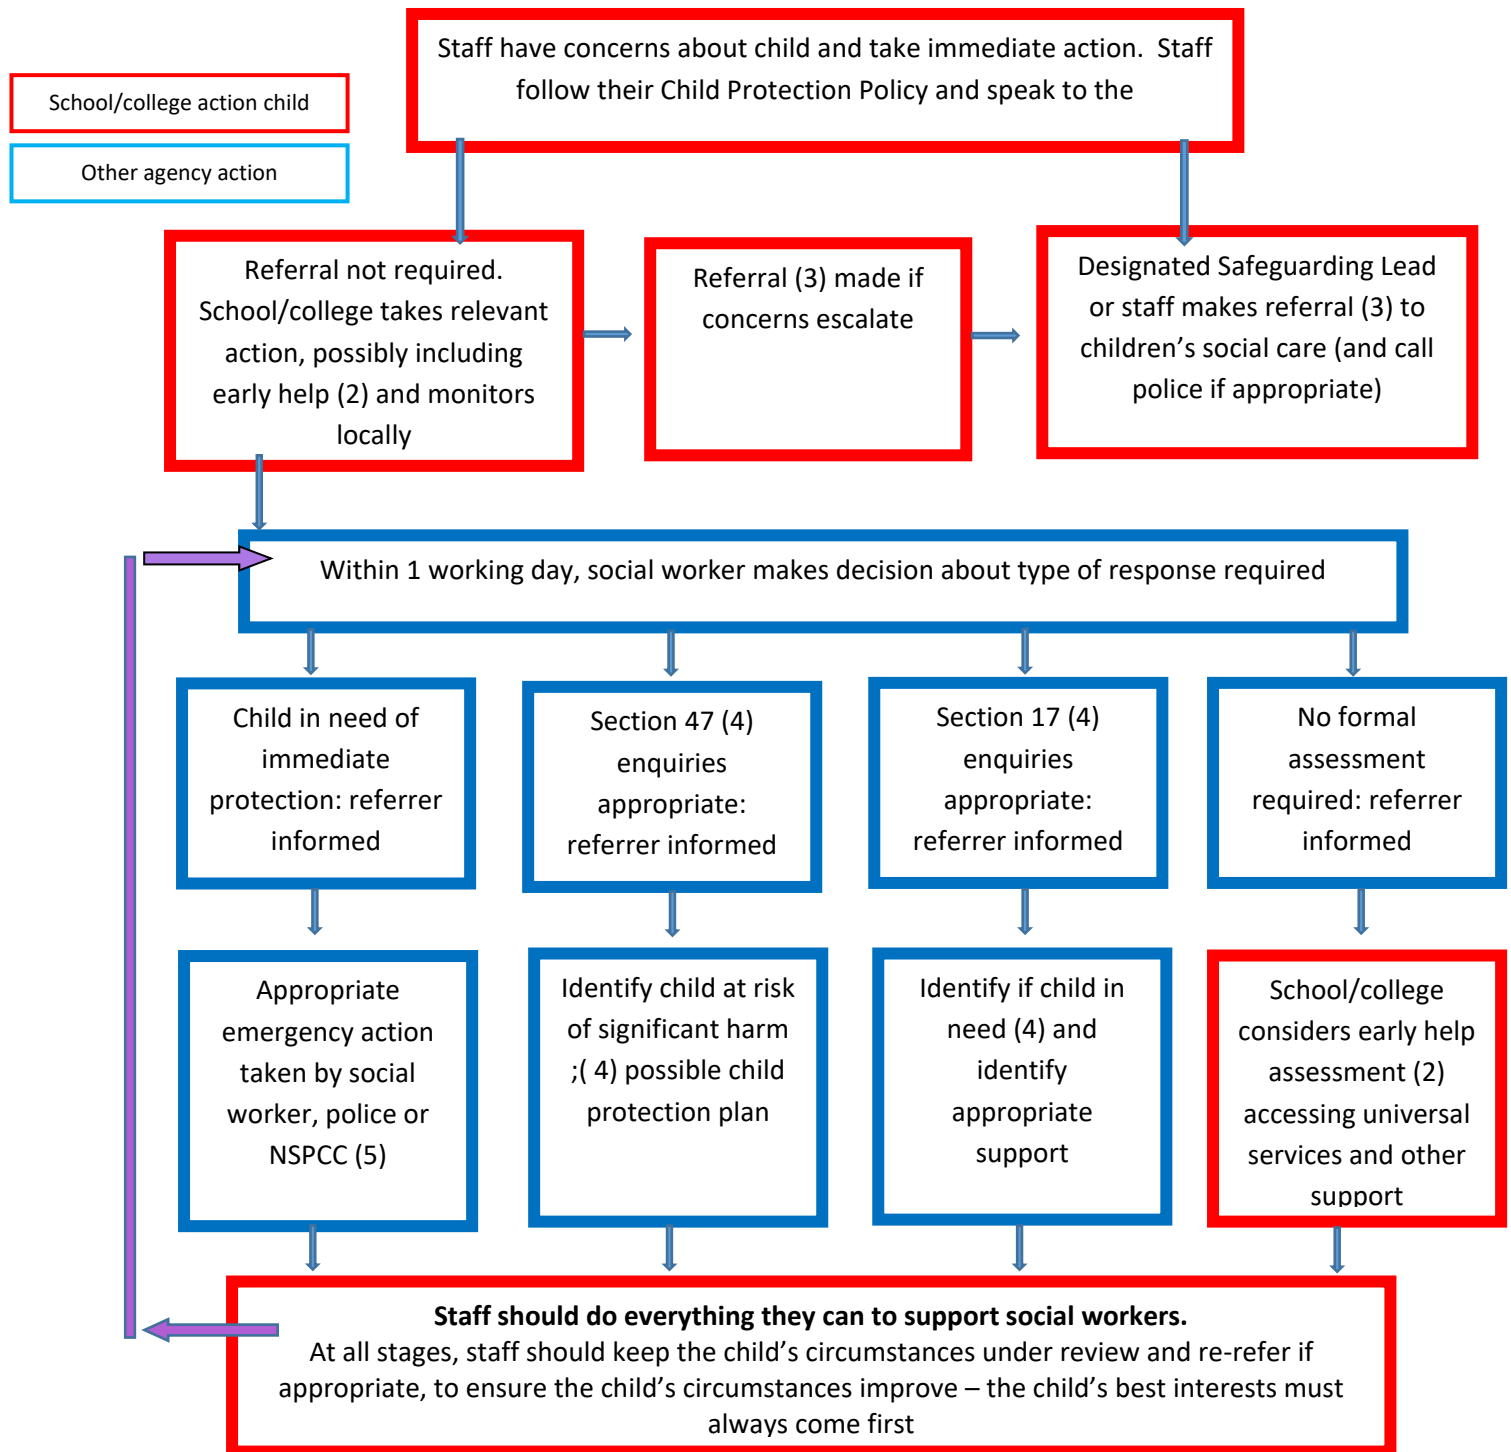 Staff have concerns about child and take immediate action.  Staff
follow their Child Protection Policy and speak to the
School/college action child
Other agency action
Referral not required.
School/college takes relevant
action, possibly including
early help (2) and monitors
locally
Referral (3) made if
concerns escalate
Designated Safeguarding Lead
or staff makes referral (3) to
children’s social care (and call
police if appropriate)
Within 1 working day, social worker makes decision about type of response required
Child in need of
immediate
protection: referrer
informed
Section 47 (4)
enquiries
appropriate:
referrer informed
Section 17 (4)
enquiries
appropriate:
referrer informed
No formal
assessment
required: referrer
informed
Appropriate
emergency action
taken by social
worker, police or
NSPCC (5)
Identify child at risk
of significant harm
;( 4) possible child
protection plan
Identify if child in
need (4) and
identify
appropriate
support
School/college
considers early help
assessment (2)
accessing universal
services and other
support
Staff should do everything they can to support social workers.
At all stages, staff should keep the child’s circumstances under review and re-refer if
appropriate, to ensure the child’s circumstances improve – the child’s best interests must
always come first